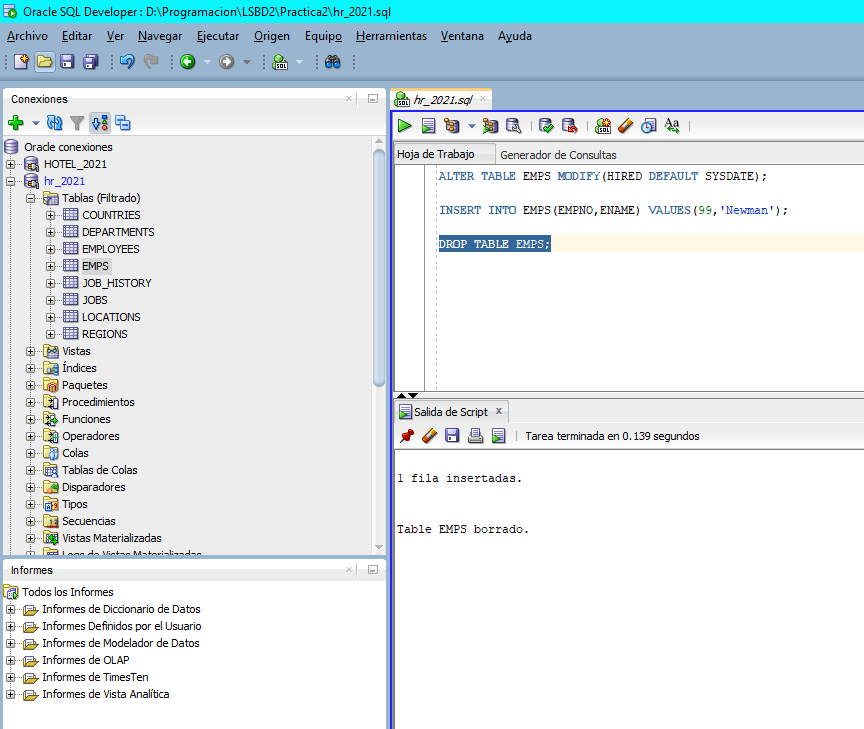 Oracle SQL Developer : D:\Programacion\LSBD2\Practica2\hr_2021.sql
Archivo Editar Ver Navegar Ejecutar Origen Equipo Herramientas Ventana Ayuda
Conexiones
Oracle conexiones
HOTEL_2021
hr_2021
Tablas (Filtrado)
COUNTRIES
DEPARTMENTS
EMPLOYEES
EMPS
JOB_HISTORY
JOBS
LOCATIONS
REGIONS
Vistas
Índices
Paquetes
Procedimientos
Funciones
Operadores
Colas
Tablas de Colas
Disparadores
Tipos
Secuencias
Vistas Materializadas
Logs de Vistas Materializadas
Informes
Todos los Informes
Informes de Diccionario de Datos
Informes Definidos por el Usuario
Informes de Modelador de Datos
Informes de OLAP
Informes de TimesTen
Informes de Vista Analítica
hr_2021.sql
Hoja de Trabajo Generador de Consultas
ALTER TABLE EMPS MODIFY(HIRED DEFAULT SYSDATE);
INSERT INTO EMPS(EMPNO,ENAME) VALUES(99,'Newman');
DROP TABLE EMPS;
Salida de Script x
Tarea terminada en 0.139 segundos
1 fila insertadas.
Table EMPS borrado.